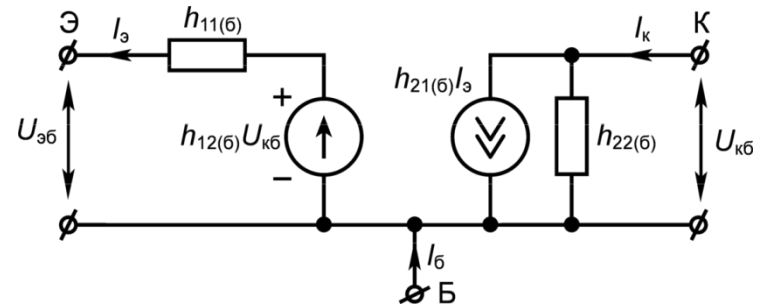 Э Iэ h11(б) Iк К
Uэб + h12(б)Uкб − h21(б)Iэ h22(б) Uкб
Iб
Б